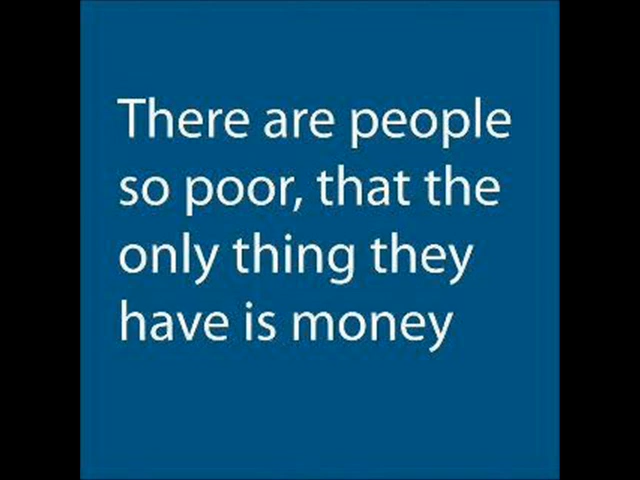 There are people
so poor, that the
only thing they
have is money